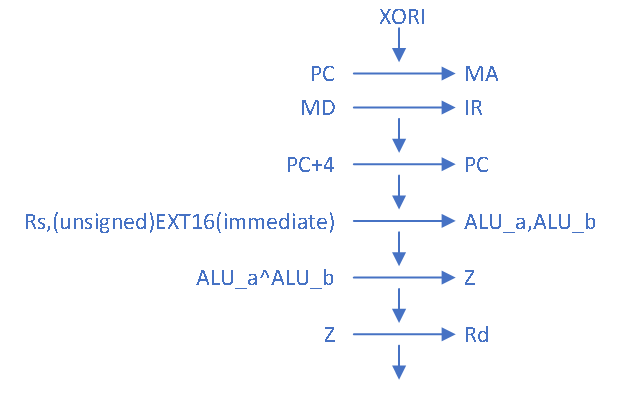 XORI
PC MA
MD IR
PC+4 PC
Rs,(unsigned)EXT16(immediate) ALU_a,ALU_b
ALU_a^ALU_b Z
Z Rd